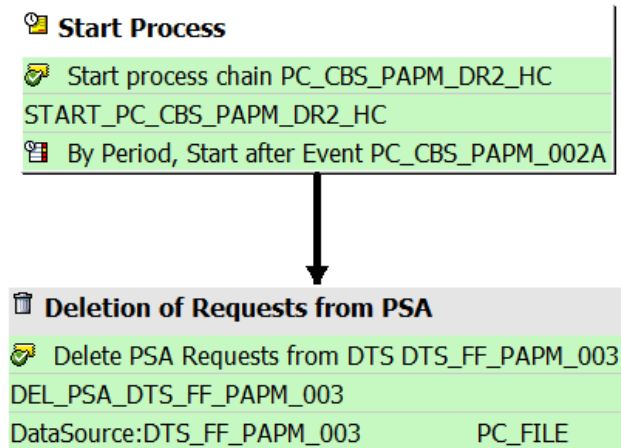 Start Process
Start process chain PC_CBS_PAPM_DR2_HC
START_PC_CBS_PAPM_DR2_HC
By Period, Start after Event PC_CBS_PAPM_002A
Deletion of Requests from PSA
Delete PSA Requests from DTS DTS_FF_PAPM_003
DEL_PSA_DTS_FF_PAPM_003
DataSource:DTS_FF_PAPM_003 PC_FILE